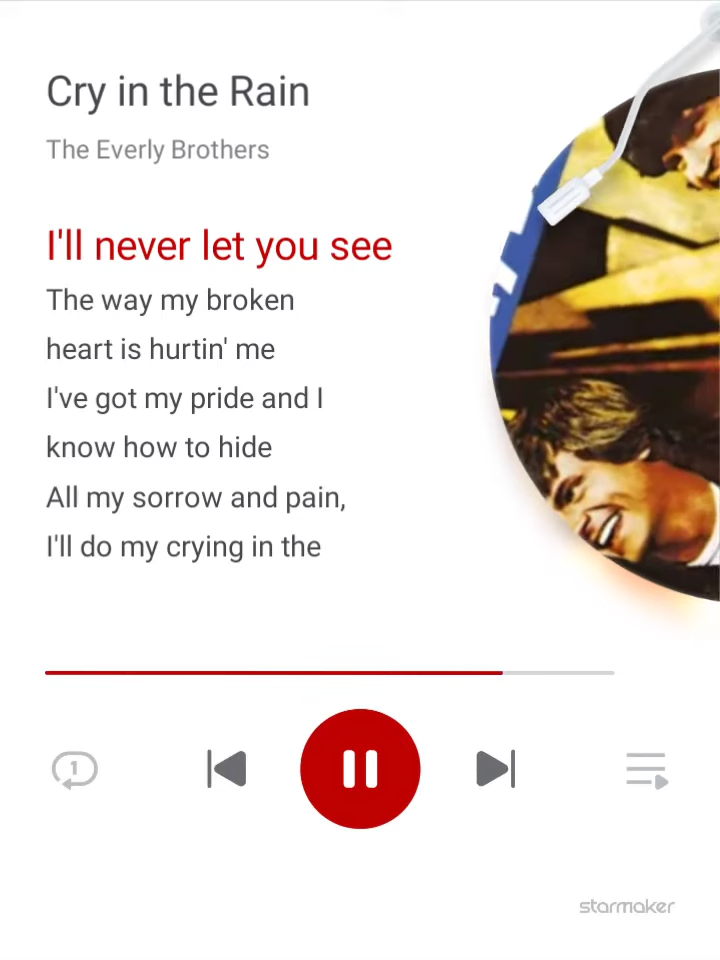 Cry in the Rain
The Everly Brothers
I'll never let you see
The way my broken
heart is hurtin' me
I've got my pride and I
know how to hide
All my sorrow and pain,
I'll do my crying in the
1
starmaker